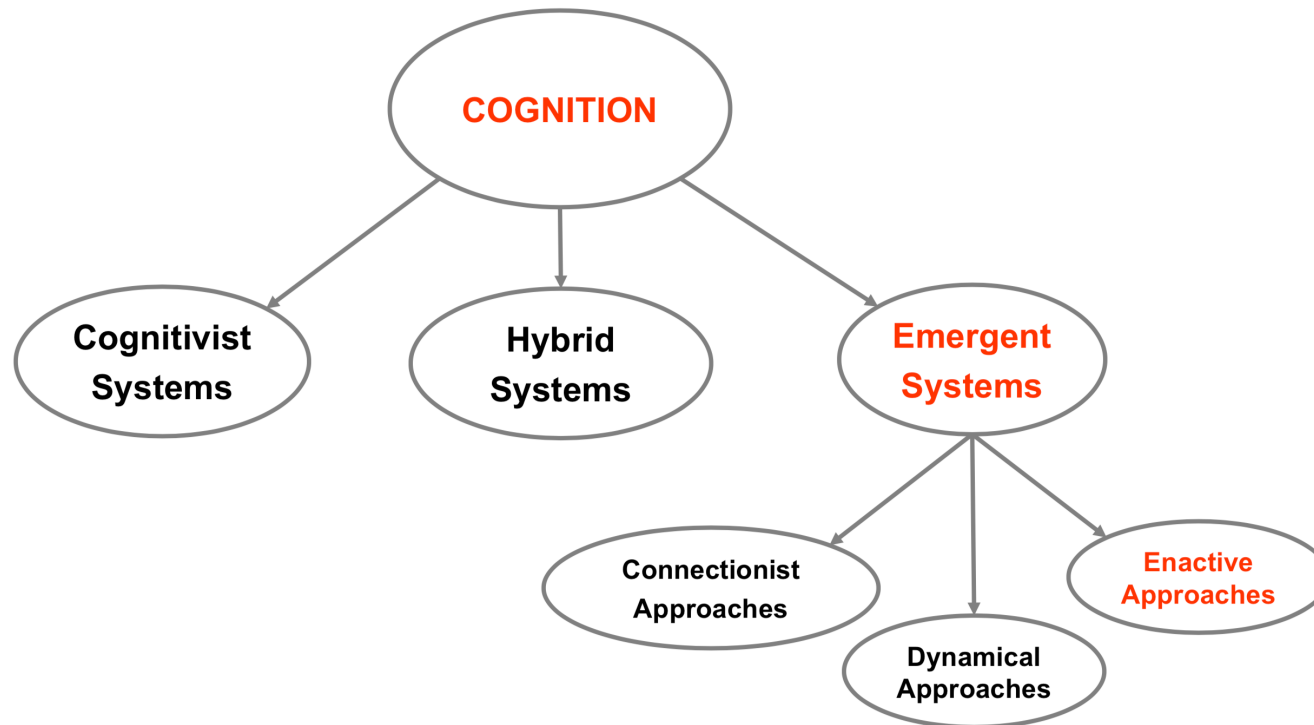 COGNITION
Cognitivist
Systems
Hybrid
Systems
Emergent
Systems
Connectionist
Approaches
Dynamical
Approaches
Enactive
Approaches